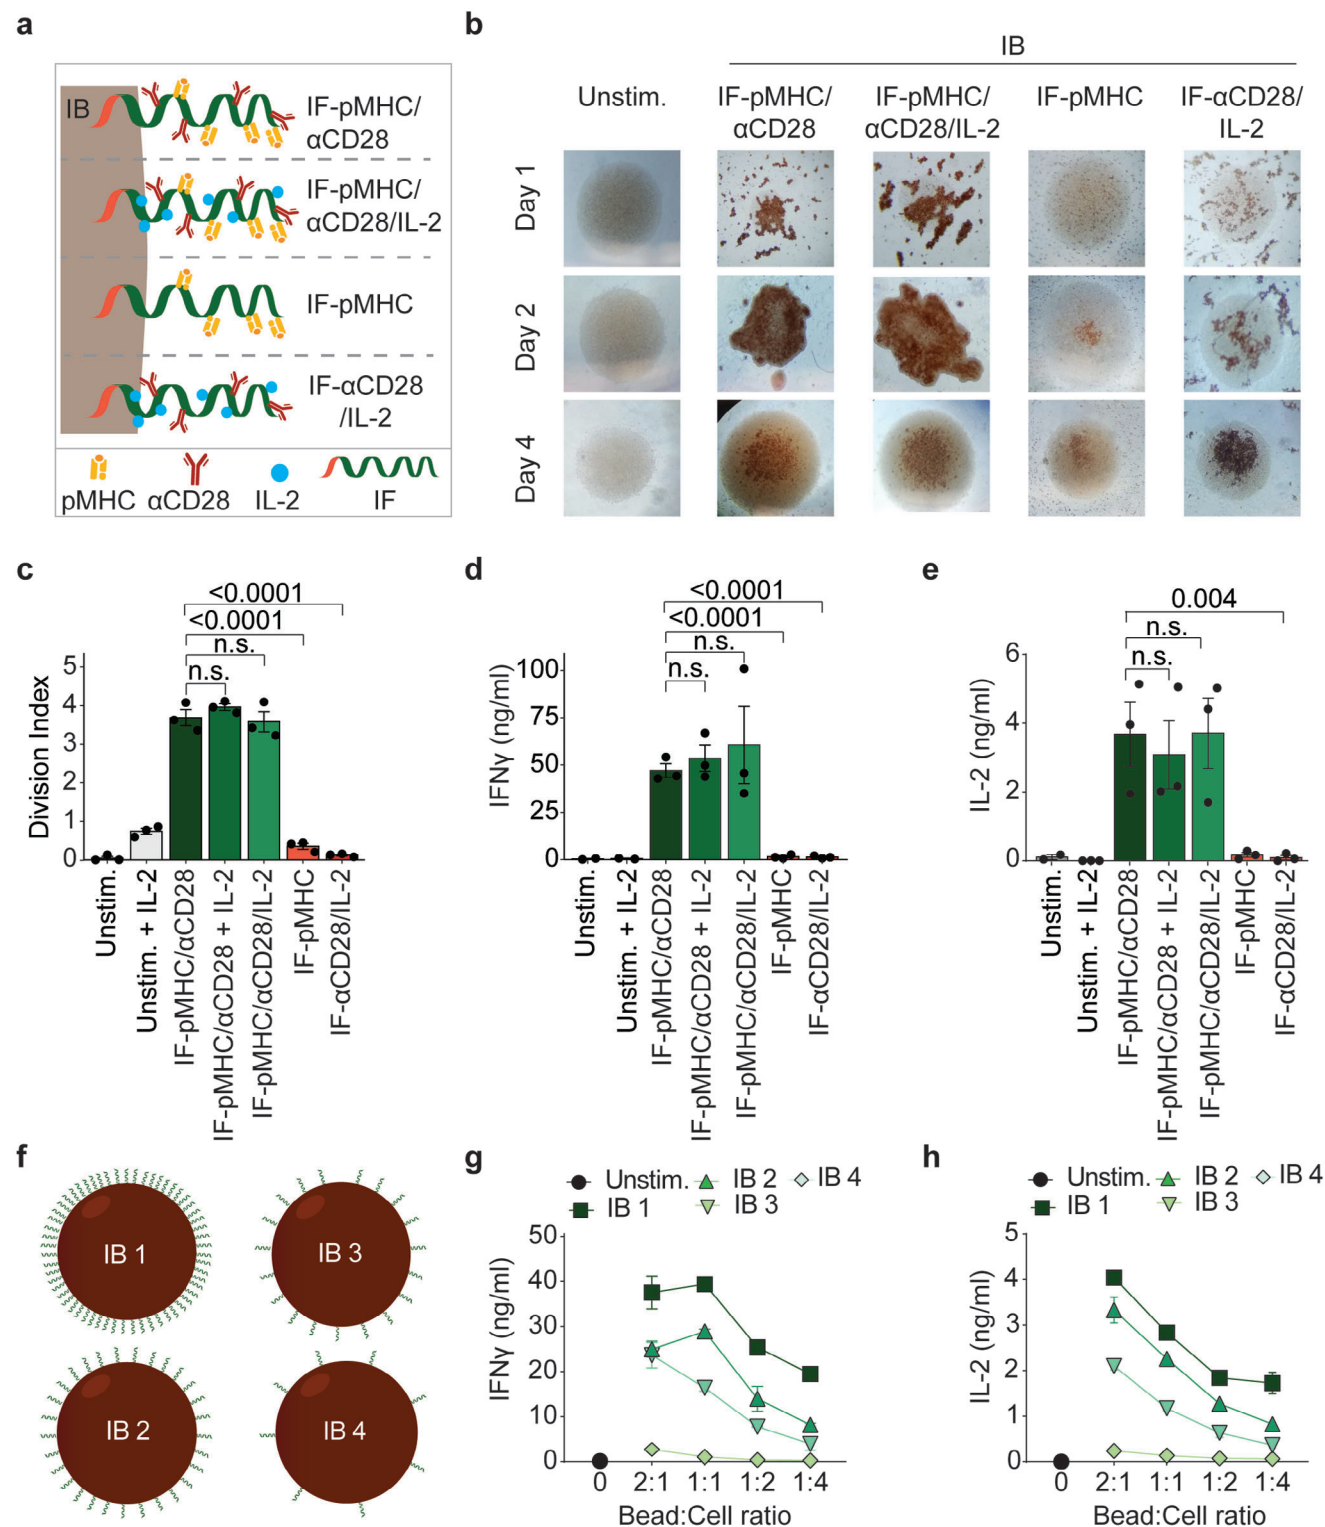 a
IB
IF-pMHC/
αCD28
IF-pMHC/
αCD28/IL-2
IF-pMHC
IF-αCD28
/IL-2
pMHC αCD28 IL-2 IF
b
IB
Unstim. IF-pMHC/
αCD28 IF-pMHC/
αCD28/IL-2 IF-pMHC IF-αCD28/
IL-2
Day 1
Day 2
Day 4
c
<0.0001
<0.0001
n.s.
n.s.
Division Index
5
4
3
2
1
0
Unstim.
Unstim. + IL-2
IF-pMHC/αCD28
IF-pMHC/αCD28 + IL-2
IF-pMHC/αCD28/IL-2
IF-pMHC
IF-αCD28/IL-2
d
<0.0001
<0.0001
n.s.
n.s.
IFNγ (ng/ml)
100
75
50
25
0
Unstim.
Unstim. + IL-2
IF-pMHC/αCD28
IF-pMHC/αCD28 + IL-2
IF-pMHC/αCD28/IL-2
IF-pMHC
IF-αCD28/IL-2
e
0.004
n.s.
n.s.
IL-2 (ng/ml)
6
4
2
0
Unstim.
Unstim. + IL-2
IF-pMHC/αCD28
IF-pMHC/αCD28 + IL-2
IF-pMHC/αCD28/IL-2
IF-pMHC
IF-αCD28/IL-2
f
IB 1
IB 3
IB 2
IB 4
g
Unstim. IB 2 IB 4
IB 1 IB 3
IFNγ (ng/ml)
50
40
30
20
10
0
0 2:1 1:1 1:2 1:4
Bead:Cell ratio
h
Unstim. IB 2 IB 4
IB 1 IB 3
IL-2 (ng/ml)
5
4
3
2
1
0
0 2:1 1:1 1:2 1:4
Bead:Cell ratio